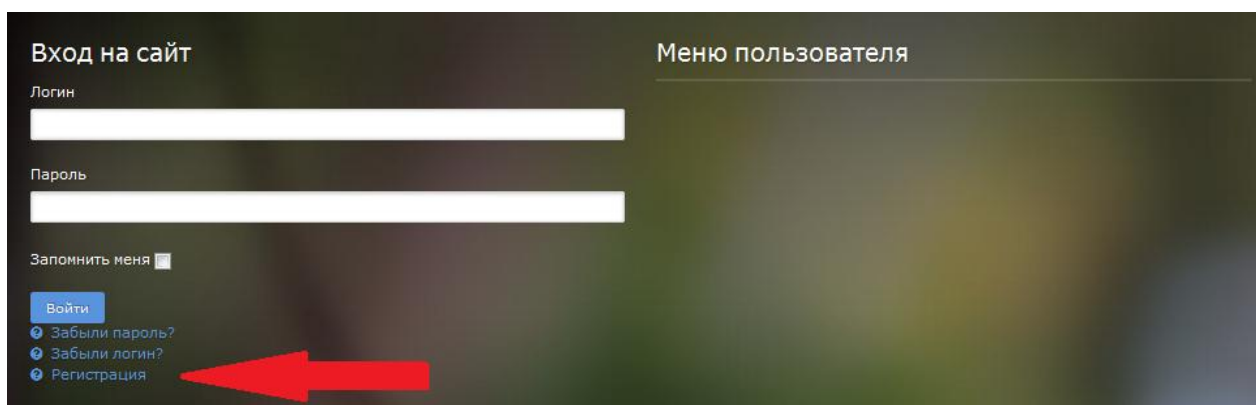 Вход на сайт
Меню пользователя
Логин
Пароль
Запомнить меня
Войти
Забыли пароль?
Забыли логин?
Регистрация